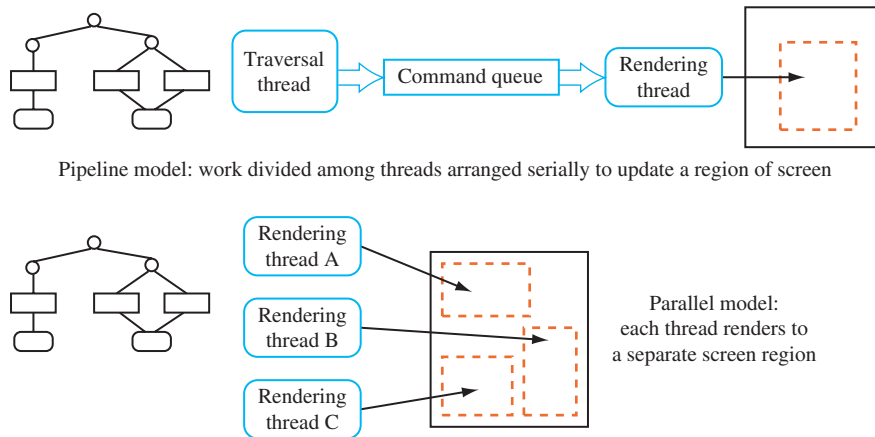 Traversal
thread
Command queue
Rendering
thread
Pipeline model: work divided among threads arranged serially to update a region of screen
Rendering
thread A
Rendering
thread B
Rendering
thread C
Parallel model:
each thread renders to
a separate screen region